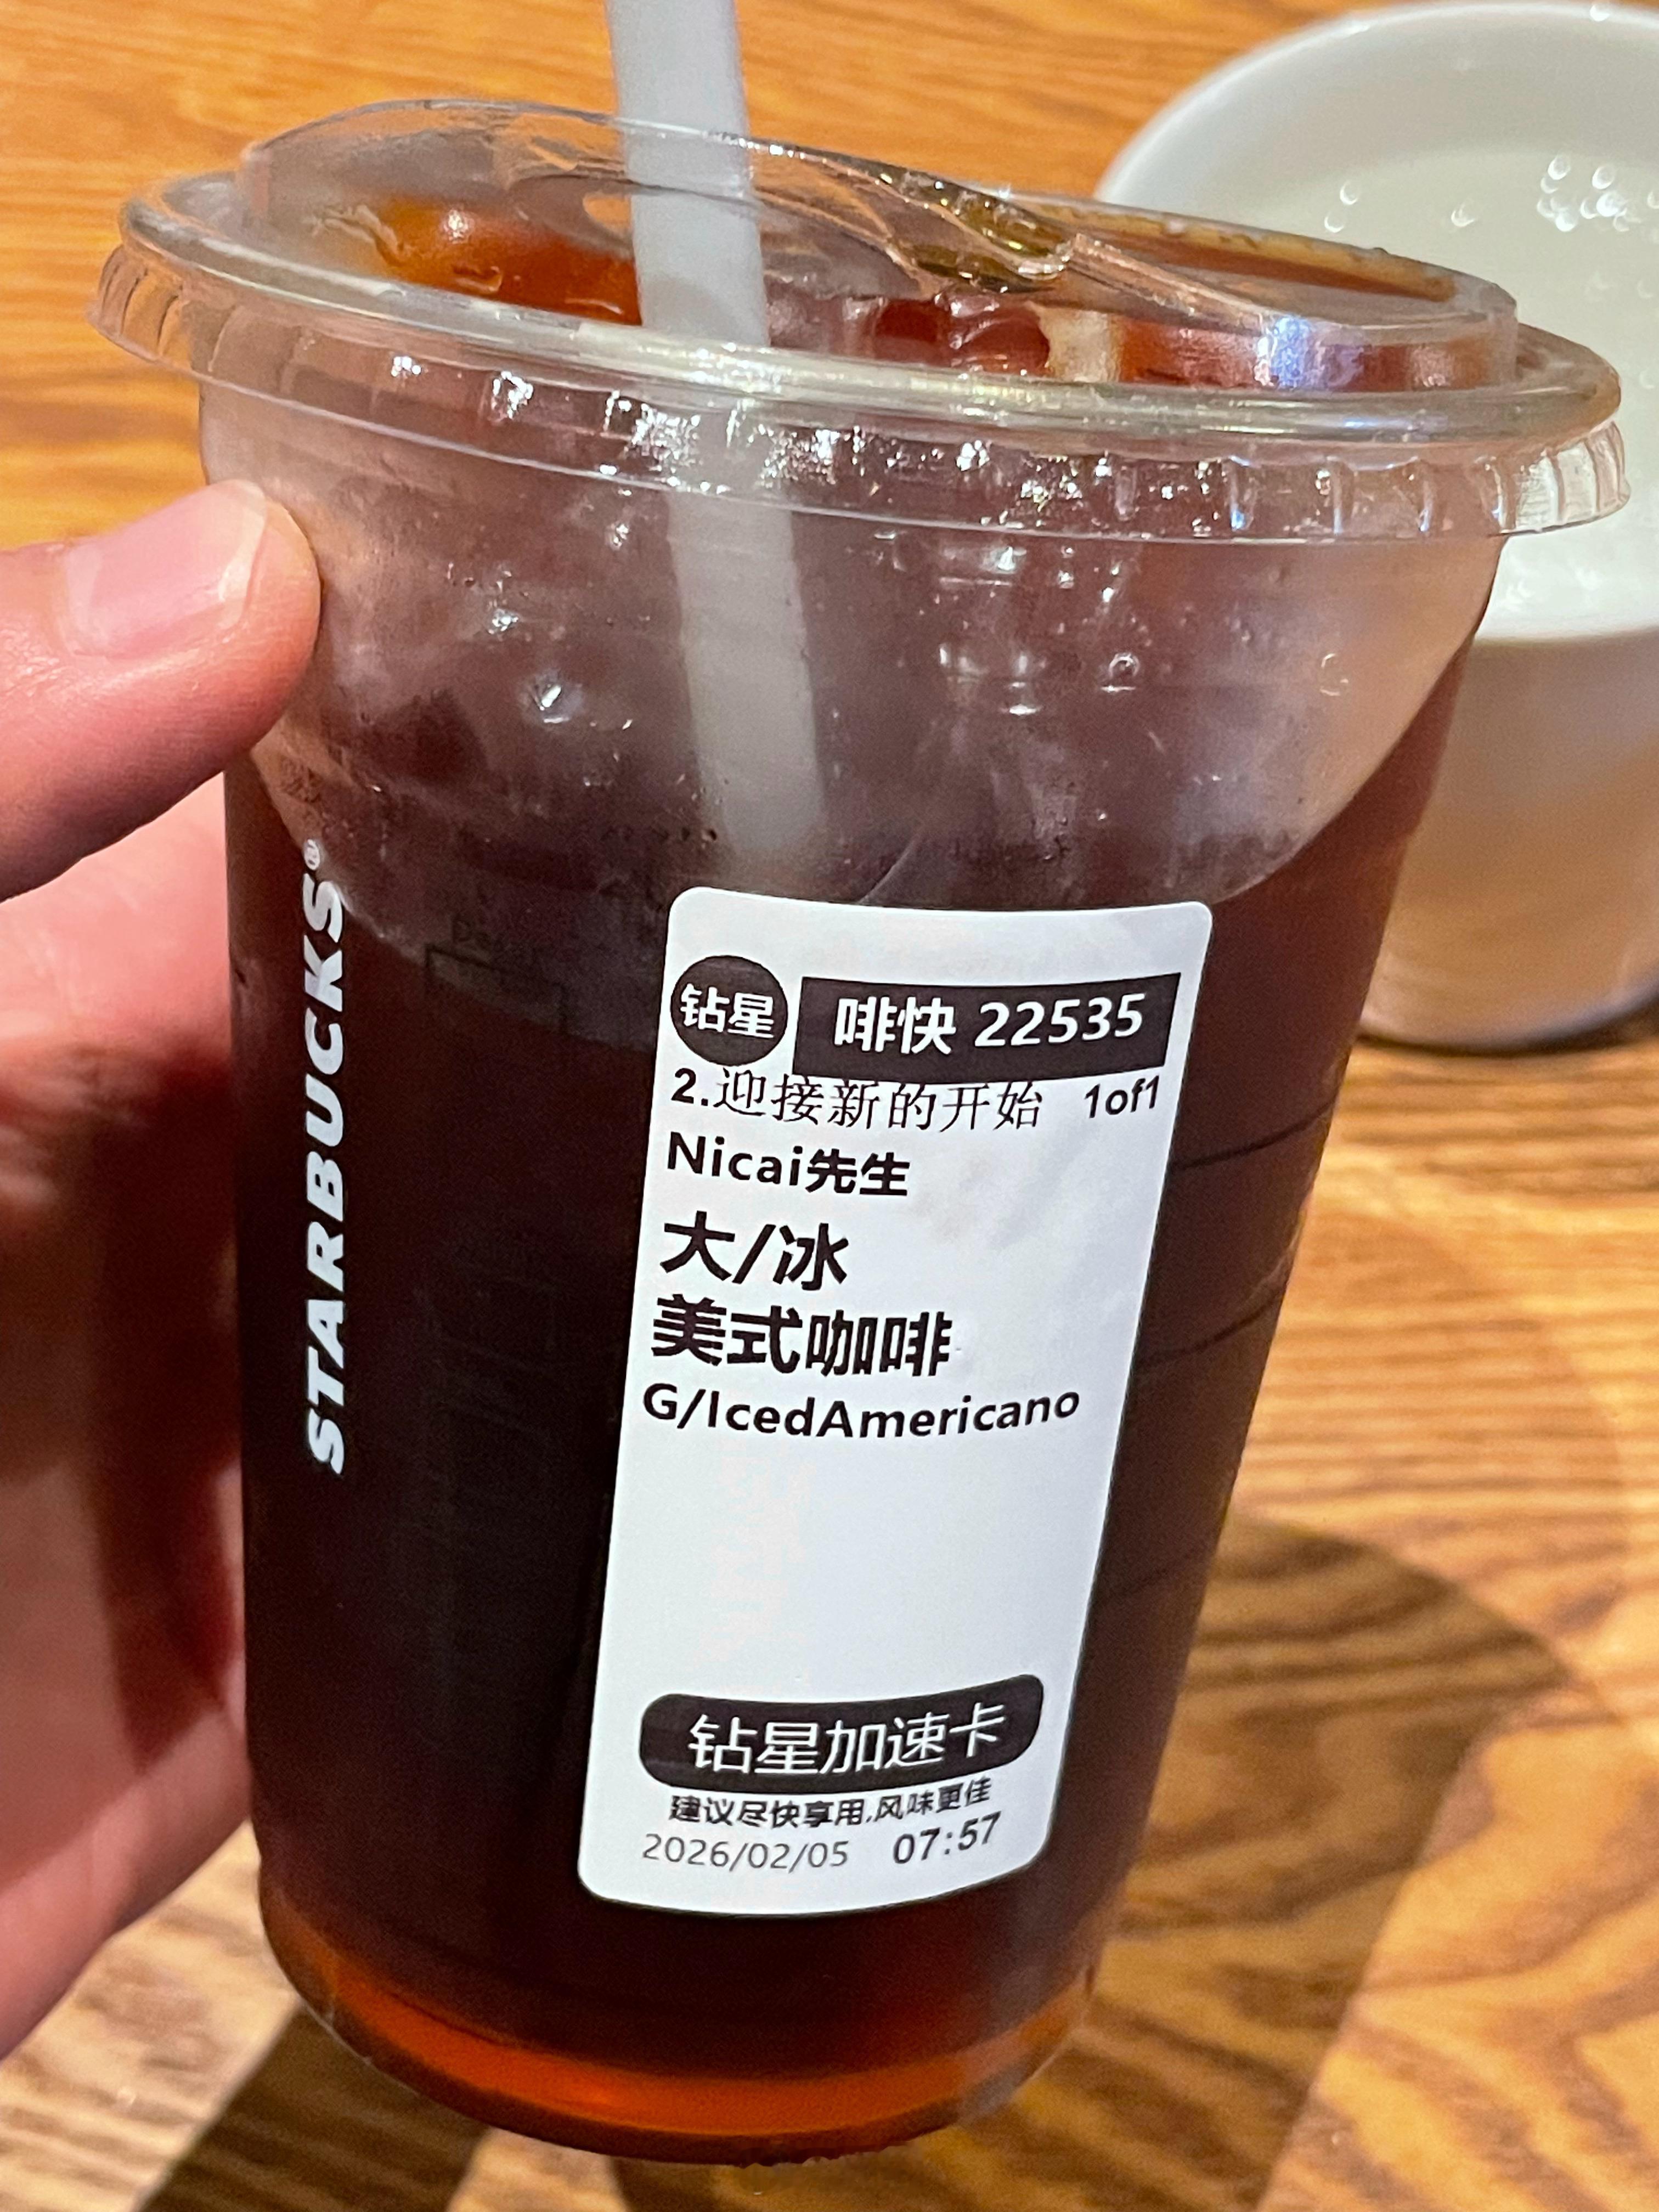 STARBUCKS®
钻星 啡快 22535
2.迎接新的开始 1of1
Nicai先生
大/冰
美式咖啡
G/IcedAmericano
钻星加速卡
建议尽快享用,风味更佳
2026/02/05 07:57